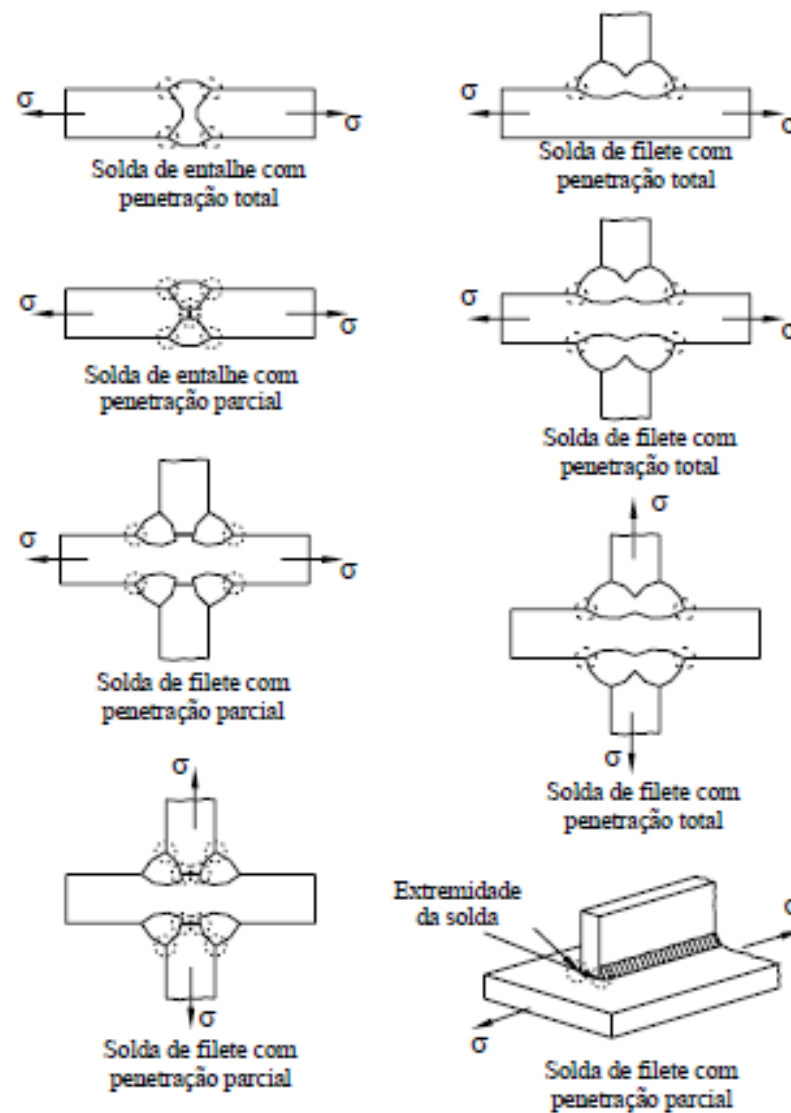 σ
σ
Solda de entalhe com
penetração total
σ
σ
Solda de filete com
penetração total
σ
σ
Solda de entalhe com
penetração parcial
σ
σ
Solda de filete com
penetração total
σ
σ
Solda de filete com
penetração parcial
σ
σ
Solda de filete com
penetração total
σ
σ
Solda de filete com
penetração parcial
Extremidade
da solda
σ
σ
Solda de filete com
penetração parcial